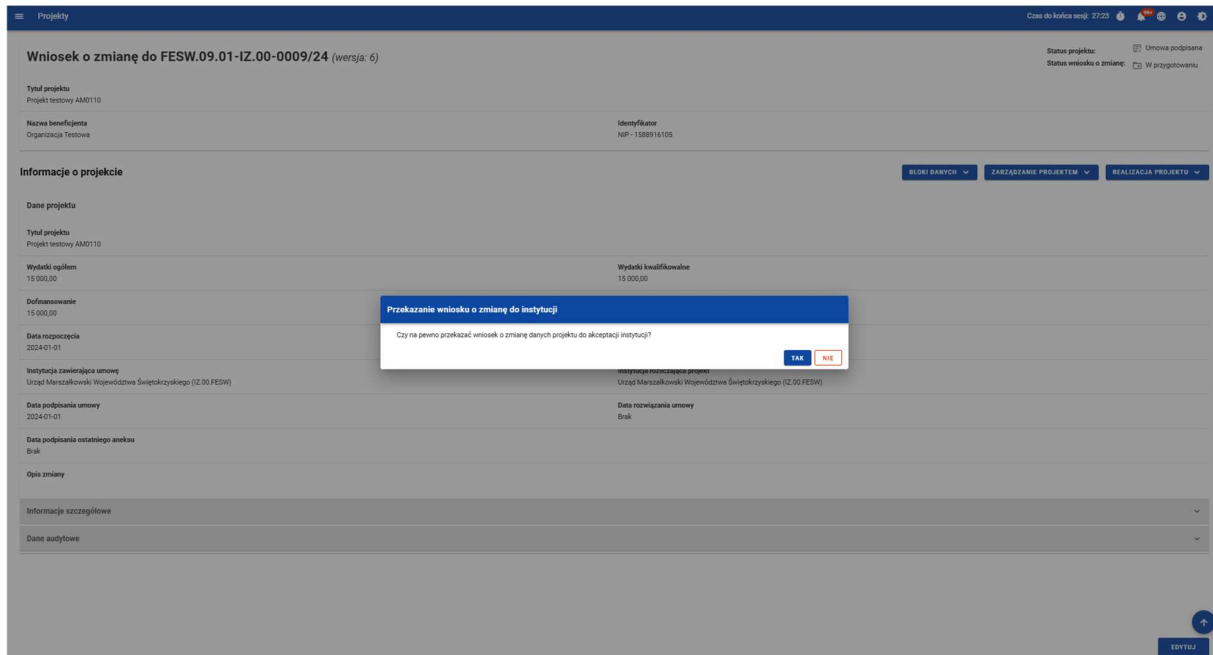 Projekty
Czas do końca sesji: 27:23
99+
Wniosek o zmianę do FESW.09.01-IZ.00-0009/24 (wersja: 6)
Status projektu: Umowa podpisana
Status wniosku o zmianę: W przygotowaniu
Tytuł projektu
Projekt testowy AM0110
Nazwa beneficjenta
Organizacja Testowa
Identyfikator
NIP - 1588916105
Informacje o projekcie
BLOKI DANYCH
ZARZĄDZANIE PROJEKTEM
REALIZACJA PROJEKTU
Dane projektu
Tytuł projektu
Projekt testowy AM0110
Wydatki ogółem
15 000,00
Wydatki kwalifikowalne
15 000,00
Dofinansowanie
15 000,00
Przekazanie wniosku o zmianę do instytucji
Czy na pewno przekazać wniosek o zmianę danych projektu do akceptacji instytucji?
TAK
NIE
Data rozpoczęcia
2024-01-01
Instytucja zawierająca umowę
Urząd Marszałkowski Województwa Świętokrzyskiego (IZ.00.FESW)
Instytucja rozliczająca projekt
Urząd Marszałkowski Województwa Świętokrzyskiego (IZ.00.FESW)
Data podpisania umowy
2024-01-01
Data rozwiązania umowy
Brak
Data podpisania ostatniego aneksu
Brak
Opis zmiany
Informacje szczegółowe
Dane audytowe
EDYTUJ